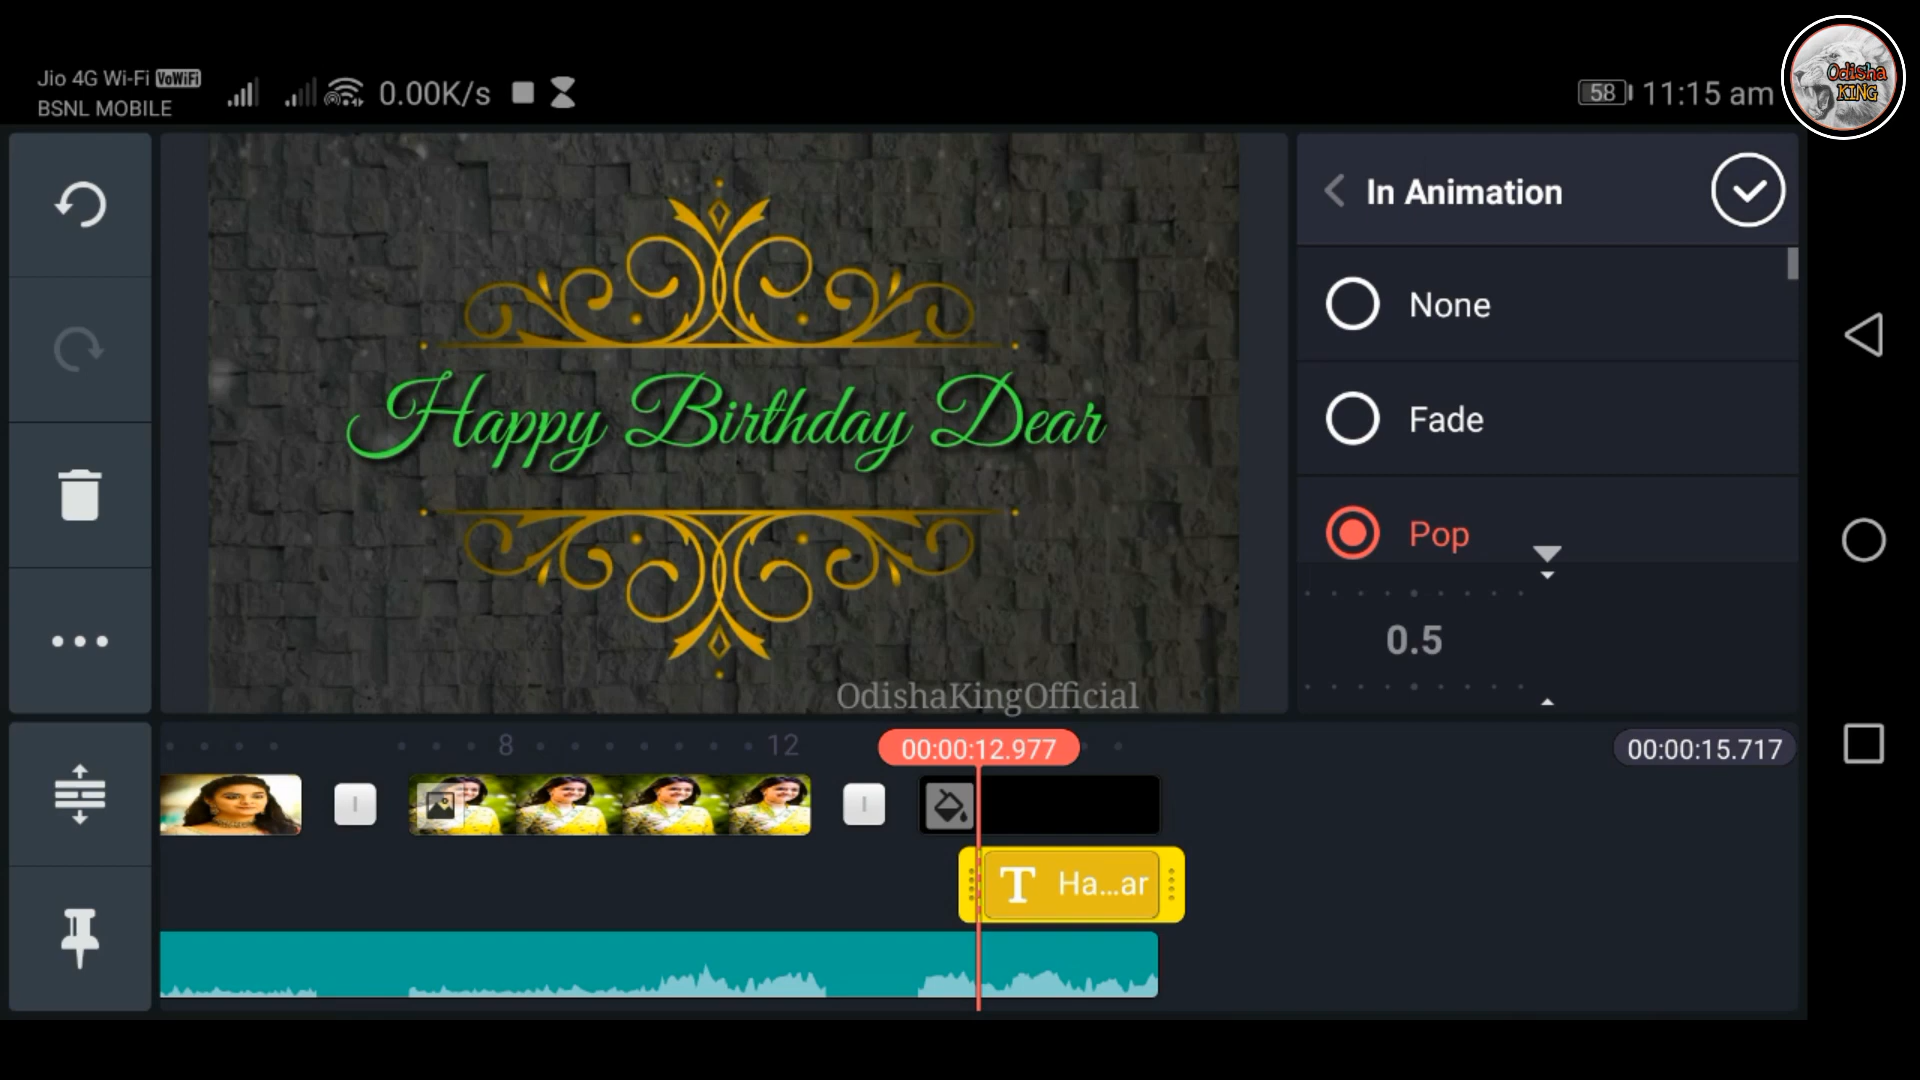 Jio 4G Wi-Fi VoWiFi
BSNL MOBILE
0.00K/s
58
11:15 am
Odisha
KING
In Animation
None
Fade
Pop
0.5
Happy Birthday Dear
OdishaKingOfficial
8
12
00:00:12.977
00:00:15.717
T Ha...ar